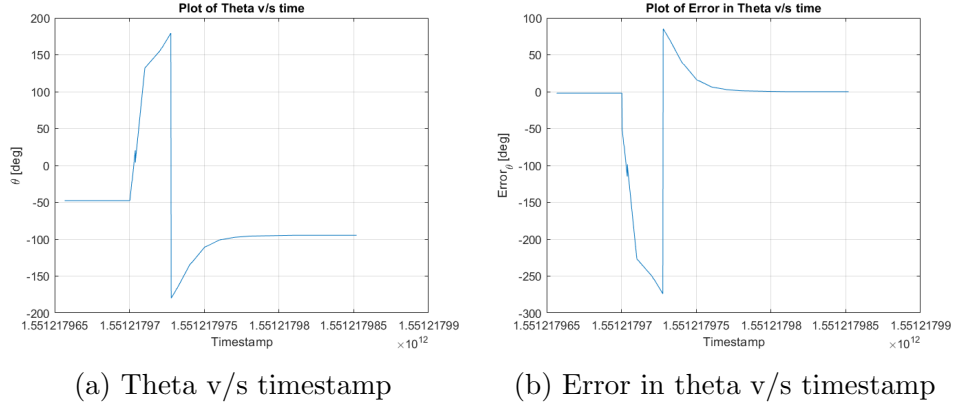 Plot of Theta v/s time
200
150
100
50
0
-50
-100
-150
-200
θ [deg]
1.551217965 1.55121797 1.551217975 1.55121798 1.551217985 1.55121799
Timestamp
×10^12
Plot of Error in Theta v/s time
100
50
0
-50
-100
-150
-200
-250
-300
Error_θ [deg]
1.551217965 1.55121797 1.551217975 1.55121798 1.551217985 1.55121799
Timestamp
×10^12
(a) Theta v/s timestamp
(b) Error in theta v/s timestamp